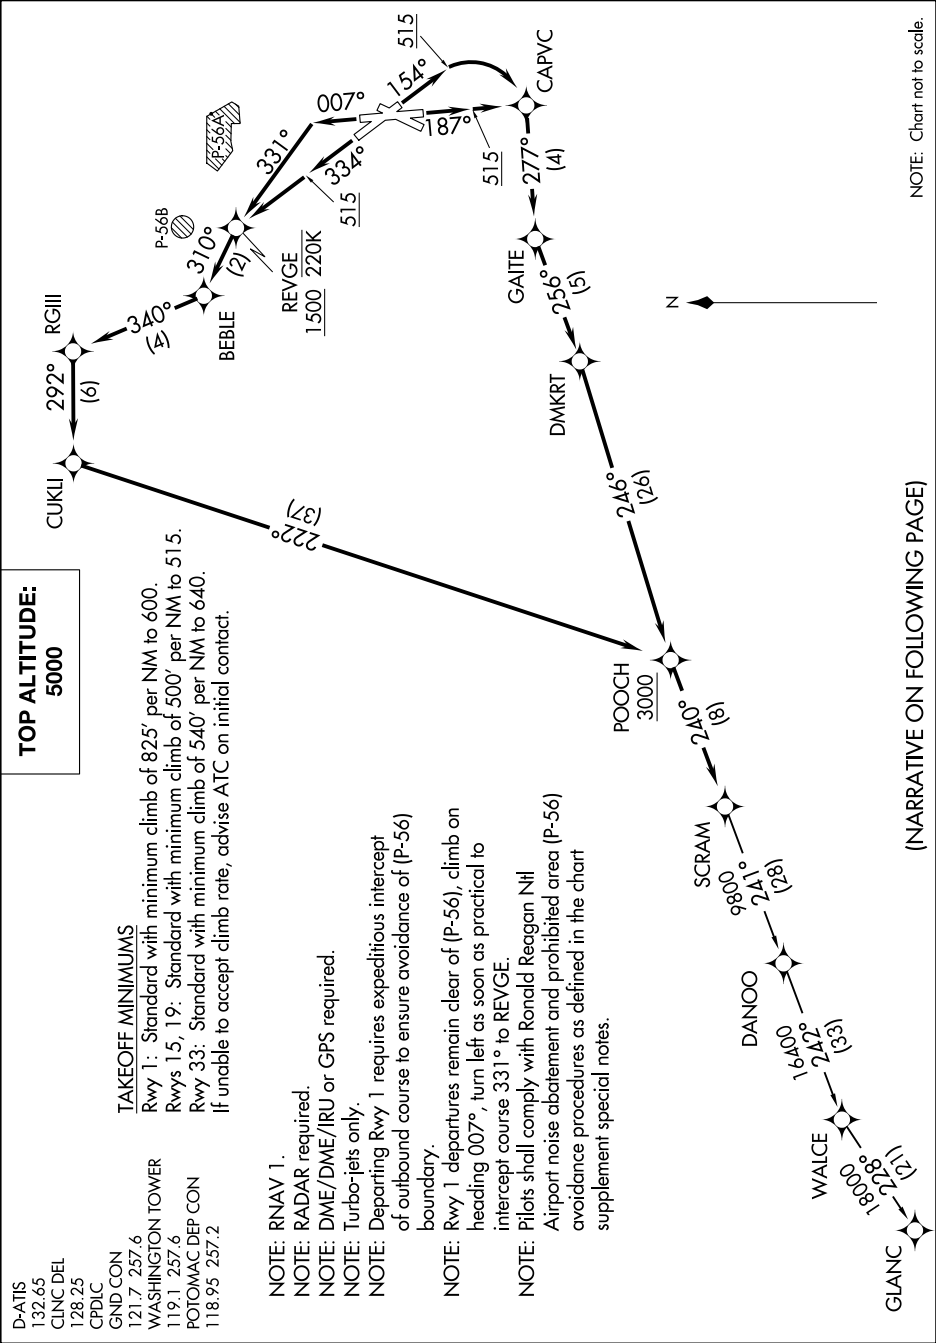 TOP ALTITUDE:
5000
D-ATIS
132.65
CLNC DEL
128.25
CPDLC
GND CON
121.7 257.6
WASHINGTON TOWER
119.1 257.6
POTOMAC DEP CON
118.95 257.2
TAKEOFF MINIMUMS
Rwy 1: Standard with minimum climb of 825' per NM to 600.
Rwys 15, 19: Standard with minimum climb of 500' per NM to 515.
Rwy 33: Standard with minimum climb of 540' per NM to 640.
If unable to accept climb rate, advise ATC on initial contact.
NOTE: RNAV 1.
NOTE: RADAR required.
NOTE: DME/DME/IRU or GPS required.
NOTE: Turbo-jets only.
NOTE: Departing Rwy 1 requires expeditious intercept
of outbound course to ensure avoidance of (P-56)
boundary.
NOTE: Rwy 1 departures remain clear of (P-56), climb on
heading 007°, turn left as soon as practical to
intercept course 331° to REVGE.
NOTE: Pilots shall comply with Ronald Reagan Ntl
Airport noise abatement and prohibited area (P-56)
avoidance procedures as defined in the chart
supplement special notes.
CUKLI
292°
(6)
RGIII
340°
(4)
BEBLE
310°
(2)
P-56B
P-56A
REVGE
1500 220K
331°
007°
334°
515
154°
515
187°
515
CAPVC
277°
(4)
GAITE
256°
(5)
DMKRT
246°
(26)
222°
(37)
POOCH
3000
240°
(8)
SCRAM
9800
241°
(28)
DANOO
16400
242°
(33)
WALCE
18000
228°
(21)
GLANC
N
NOTE: Chart not to scale.
(NARRATIVE ON FOLLOWING PAGE)